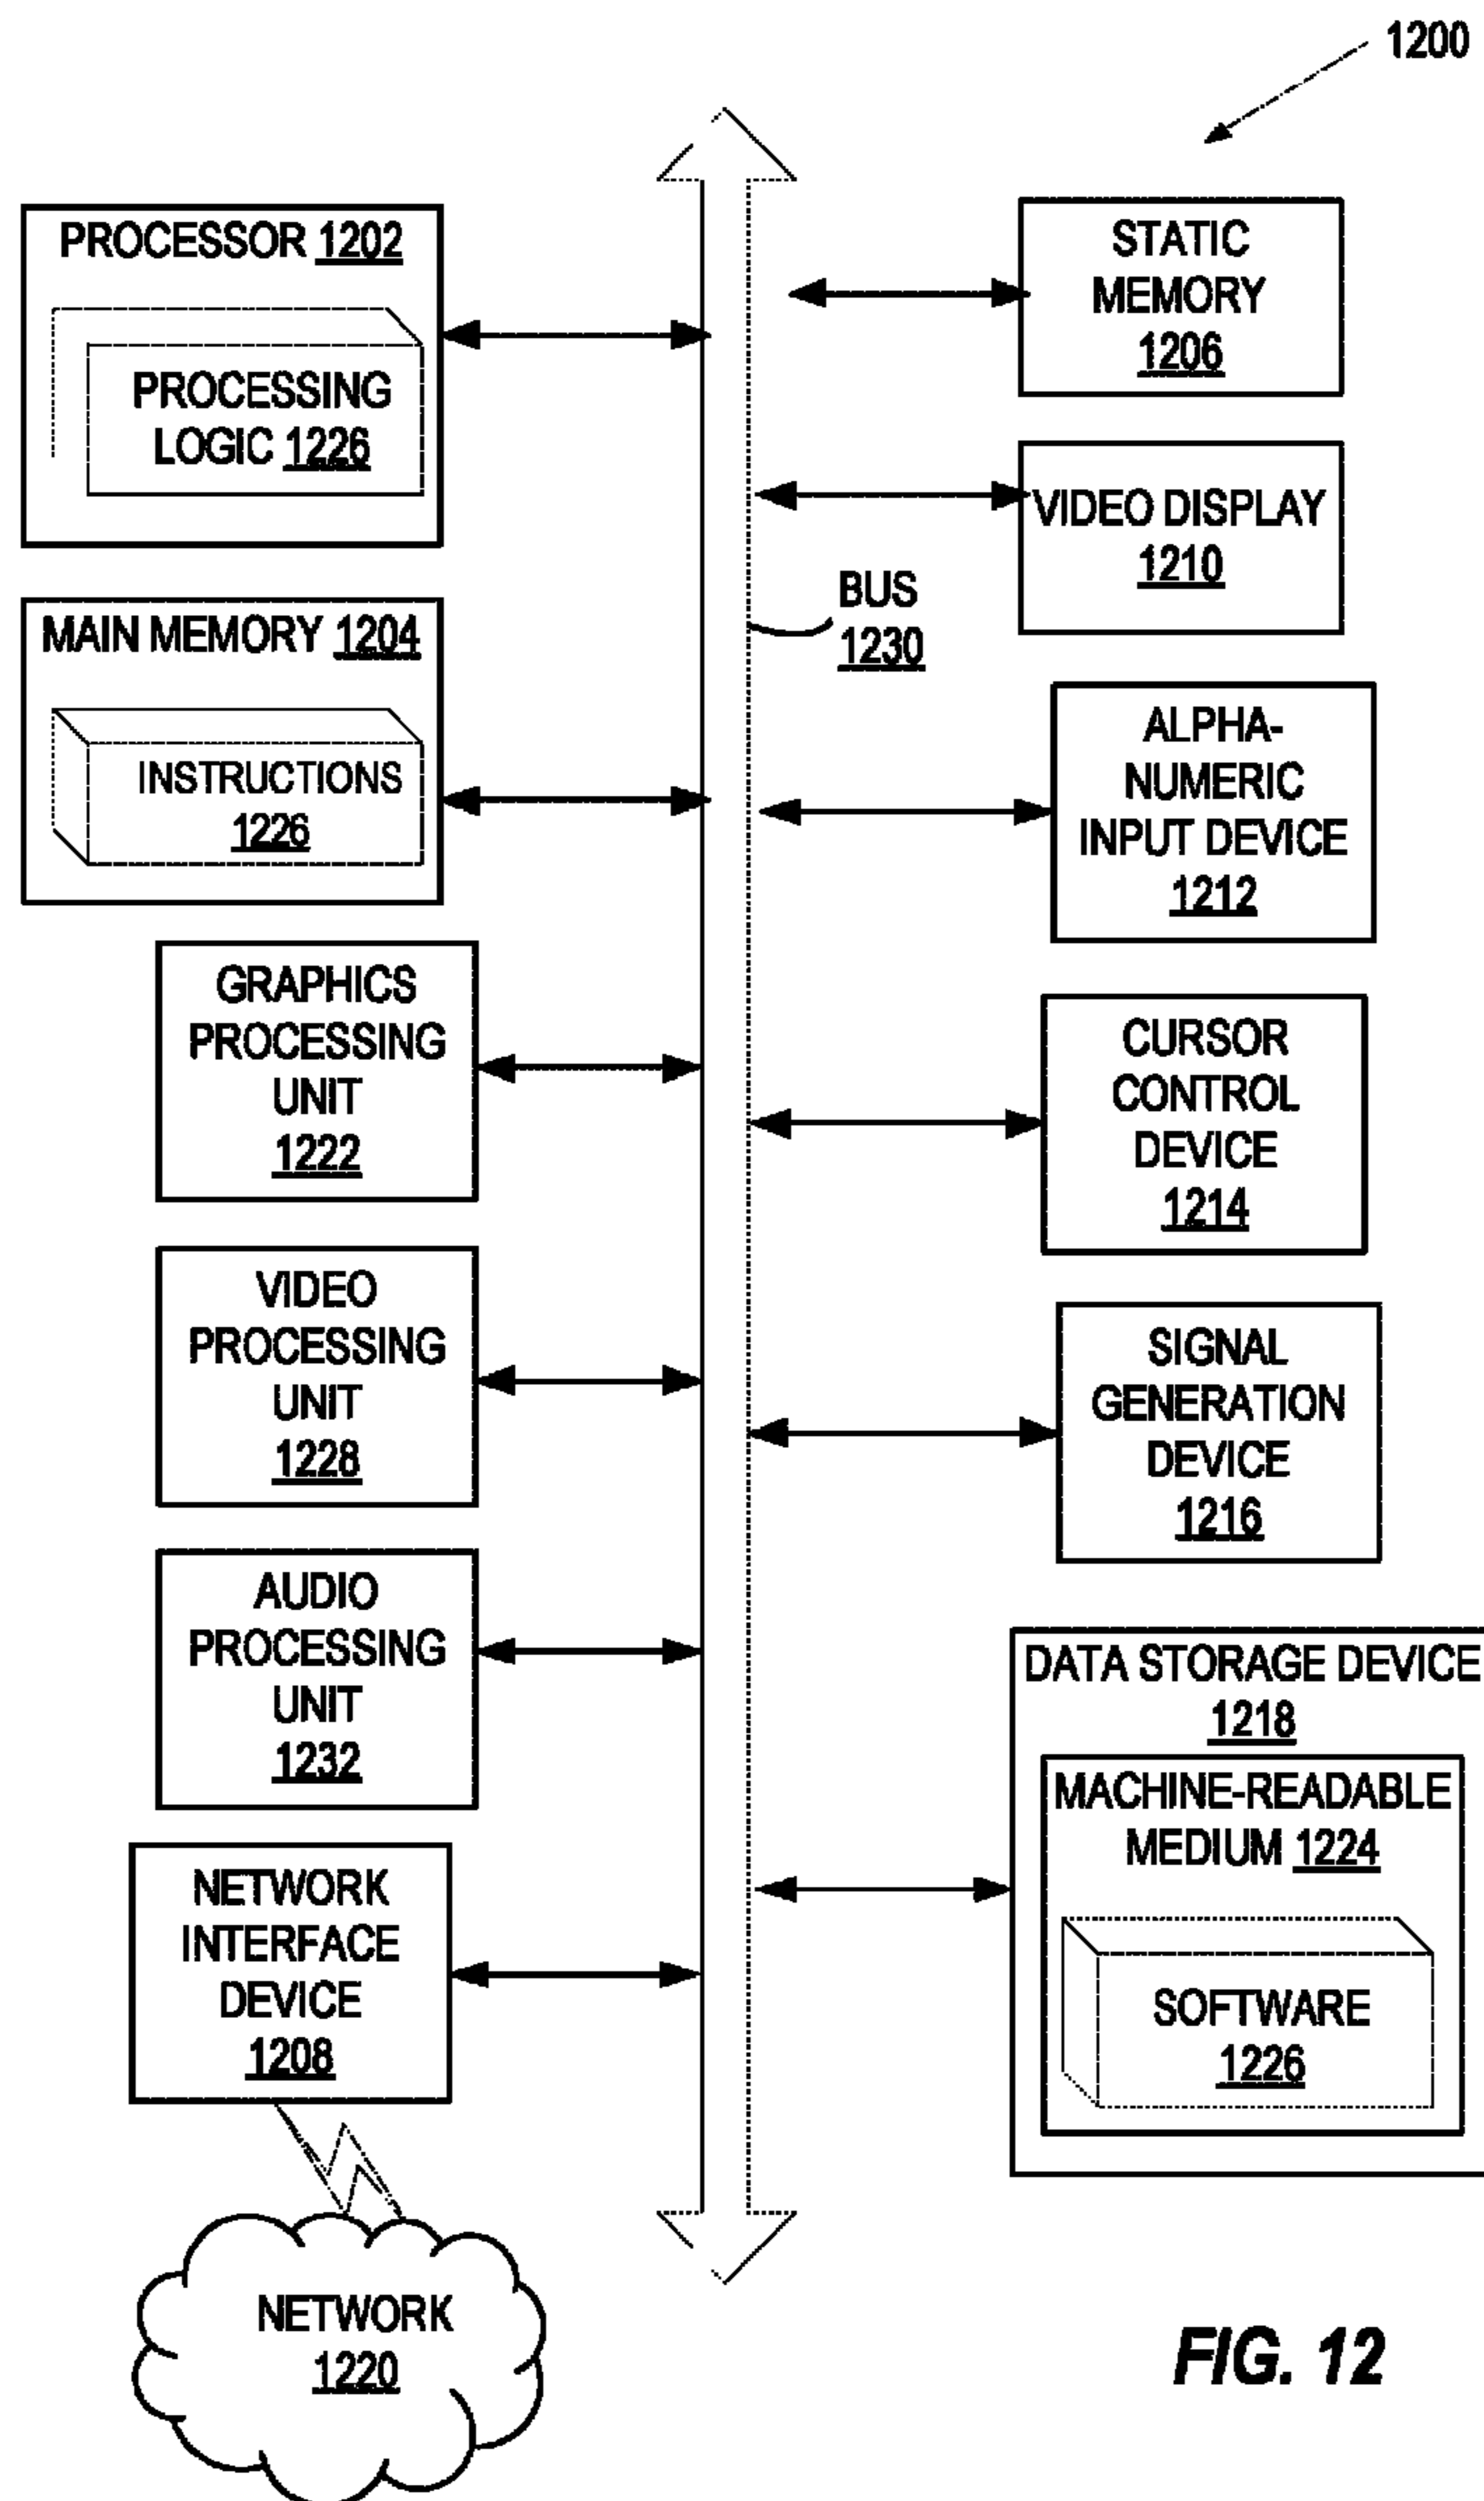 1200
PROCESSOR 1202
PROCESSING
LOGIC 1226
MAIN MEMORY 1204
INSTRUCTIONS
1226
GRAPHICS
PROCESSING
UNIT
1222
VIDEO
PROCESSING
UNIT
1228
AUDIO
PROCESSING
UNIT
1232
NETWORK
INTERFACE
DEVICE
1208
NETWORK
1220
BUS
1230
STATIC
MEMORY
1206
VIDEO DISPLAY
1210
ALPHA-
NUMERIC
INPUT DEVICE
1212
CURSOR
CONTROL
DEVICE
1214
SIGNAL
GENERATION
DEVICE
1216
DATA STORAGE DEVICE
1218
MACHINE-READABLE
MEDIUM 1224
SOFTWARE
1226
FIG. 12